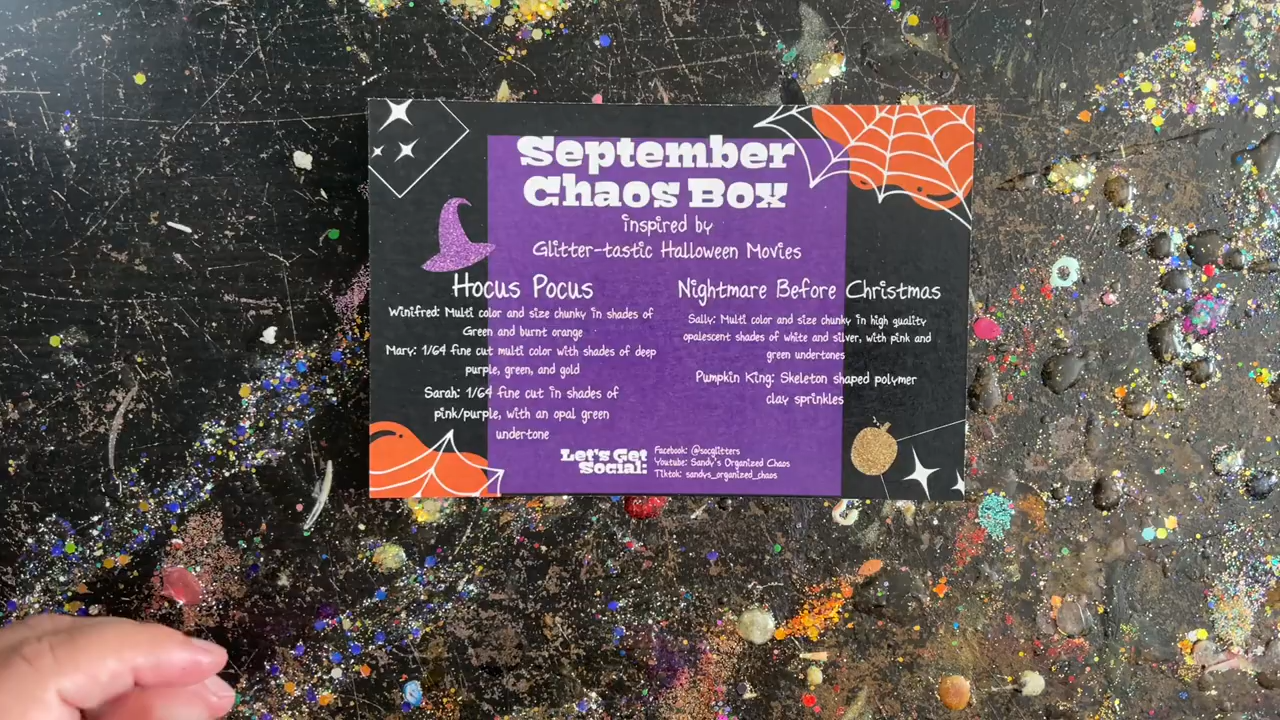 September
Chaos Box
inspired by
Glitter-tastic Halloween Movies
Hocus Pocus
Winifred: Multi color and size chunky in shades of
Green and burnt orange
Mary: 1/64 fine cut multi color with shades of deep
purple, green, and gold
Sarah: 1/64 fine cut in shades of
pink/purple, with an opal green
undertone
Nightmare Before Christmas
Sally: Multi color and size chunky in high quality
opalescent shades of white and silver, with pink and
green undertones
Pumpkin King: Skeleton shaped polymer
clay sprinkles
Let's Get
Social:
Facebook: @socglitters
Youtube: Sandy's Organized Chaos
Tiktok: sandys_organized_chaos